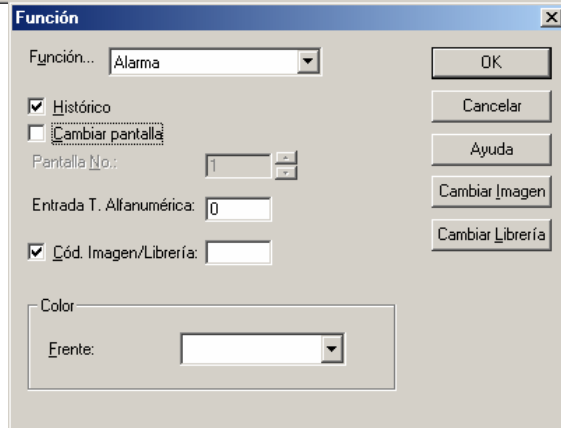 Función
Función... Alarma
OK
Histórico
Cancelar
Cambiar pantalla
Pantalla No.: 1
Ayuda
Cambiar Imagen
Entrada T. Alfanumérica: 0
Cambiar Librería
Cód. Imagen/Librería:
Color
Frente: